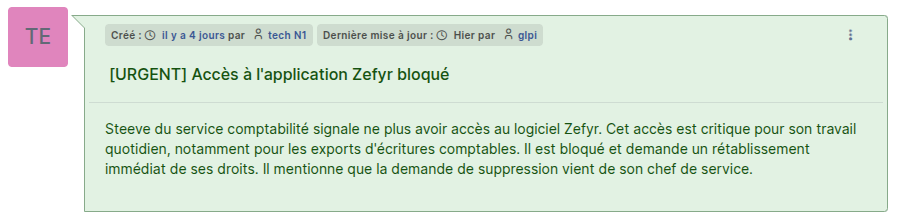 TE
Créé : il y a 4 jours par tech N1 Dernière mise à jour : Hier par glpi
[URGENT] Accès à l'application Zefyr bloqué
Steeve du service comptabilité signale ne plus avoir accès au logiciel Zefyr. Cet accès est critique pour son travail
quotidien, notamment pour les exports d'écritures comptables. Il est bloqué et demande un rétablissement
immédiat de ses droits. Il mentionne que la demande de suppression vient de son chef de service.